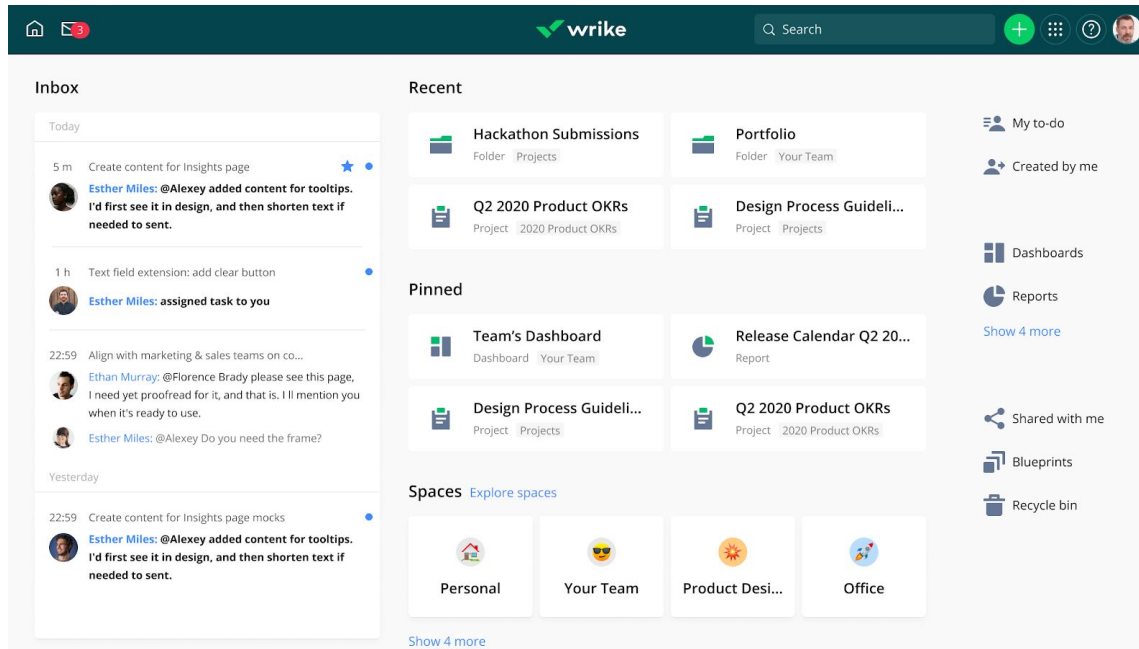 3
wrike
Search
Inbox
Today
5 m Create content for Insights page
Esther Miles: @Alexey added content for tooltips.
I'd first see it in design, and then shorten text if
needed to sent.
1 h Text field extension: add clear button
Esther Miles: assigned task to you
22:59 Align with marketing & sales teams on co...
Ethan Murray: @Florence Brady please see this page,
I need yet proofread for it, and that is. I ll mention you
when it's ready to use.
Esther Miles: @Alexey Do you need the frame?
Yesterday
22:59 Create content for Insights page mocks
Esther Miles: @Alexey added content for tooltips.
I'd first see it in design, and then shorten text if
needed to sent.
Recent
Hackathon Submissions
Folder Projects
Portfolio
Folder Your Team
Q2 2020 Product OKRs
Project 2020 Product OKRs
Design Process Guideli...
Project Projects
Pinned
Team's Dashboard
Dashboard Your Team
Release Calendar Q2 20...
Report
Design Process Guideli...
Project Projects
Q2 2020 Product OKRs
Project 2020 Product OKRs
Spaces Explore spaces
Personal
Your Team
Product Desi...
Office
Show 4 more
My to-do
Created by me
Dashboards
Reports
Show 4 more
Shared with me
Blueprints
Recycle bin